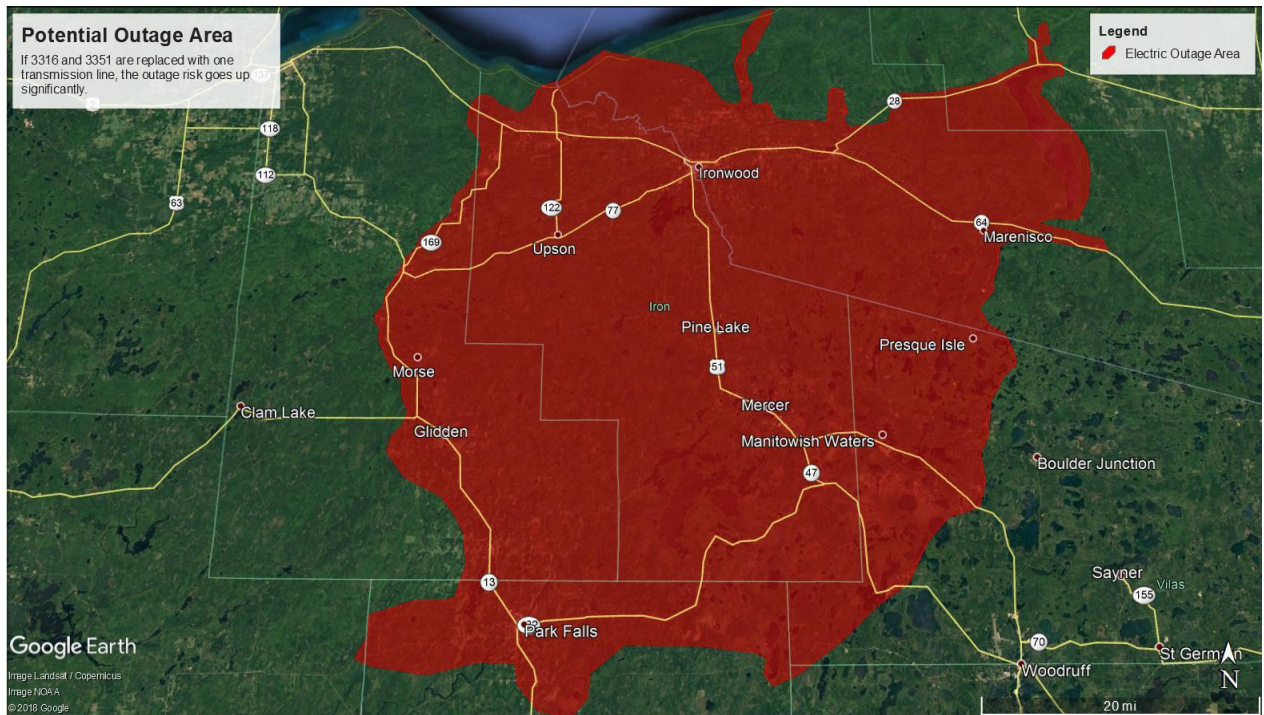 Potential Outage Area
If 3316 and 3351 are replaced with one
transmission line, the outage risk goes up
significantly.
Legend
Electric Outage Area
137
2
118
112
63
28
Ironwood
122
77
Upson
169
64
Marenisco
Iron
Pine Lake
Presque Isle
51
Morse
Clam Lake
Mercer
Glidden
Manitowish Waters
Boulder Junction
47
Sayner
Vilas
13
155
Park Falls
70
St Germ n
Woodruff
N
Google Earth
Image Landsat / Copernicus
Image NOAA
© 2018 Google
20 mi